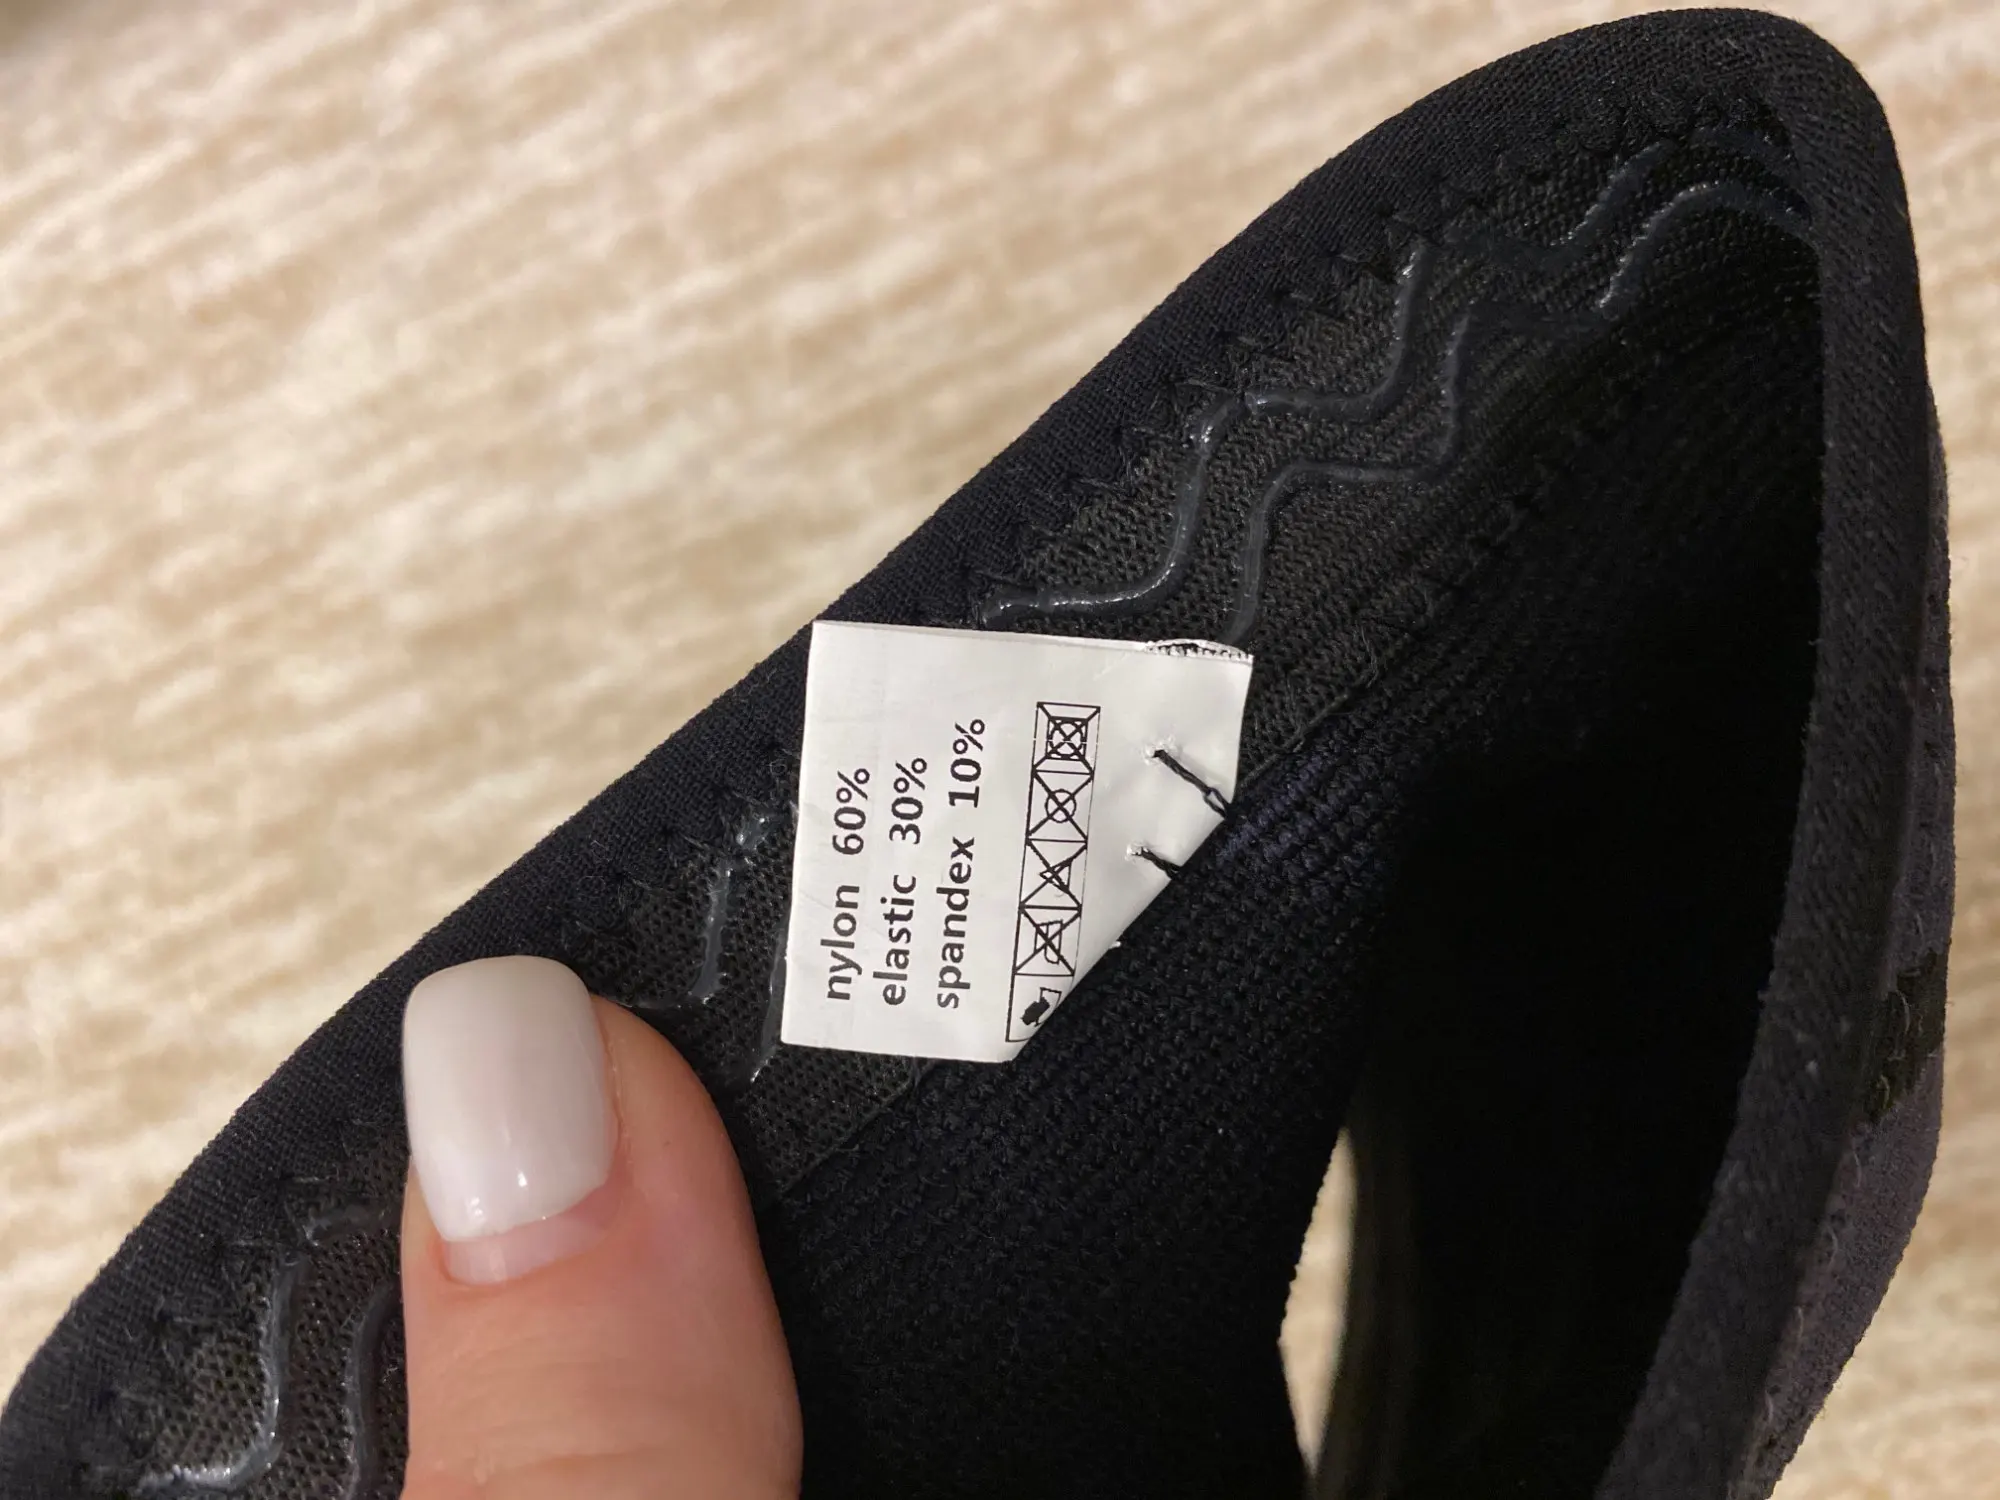 nylon 60%
elastic 30%
spandex 10%